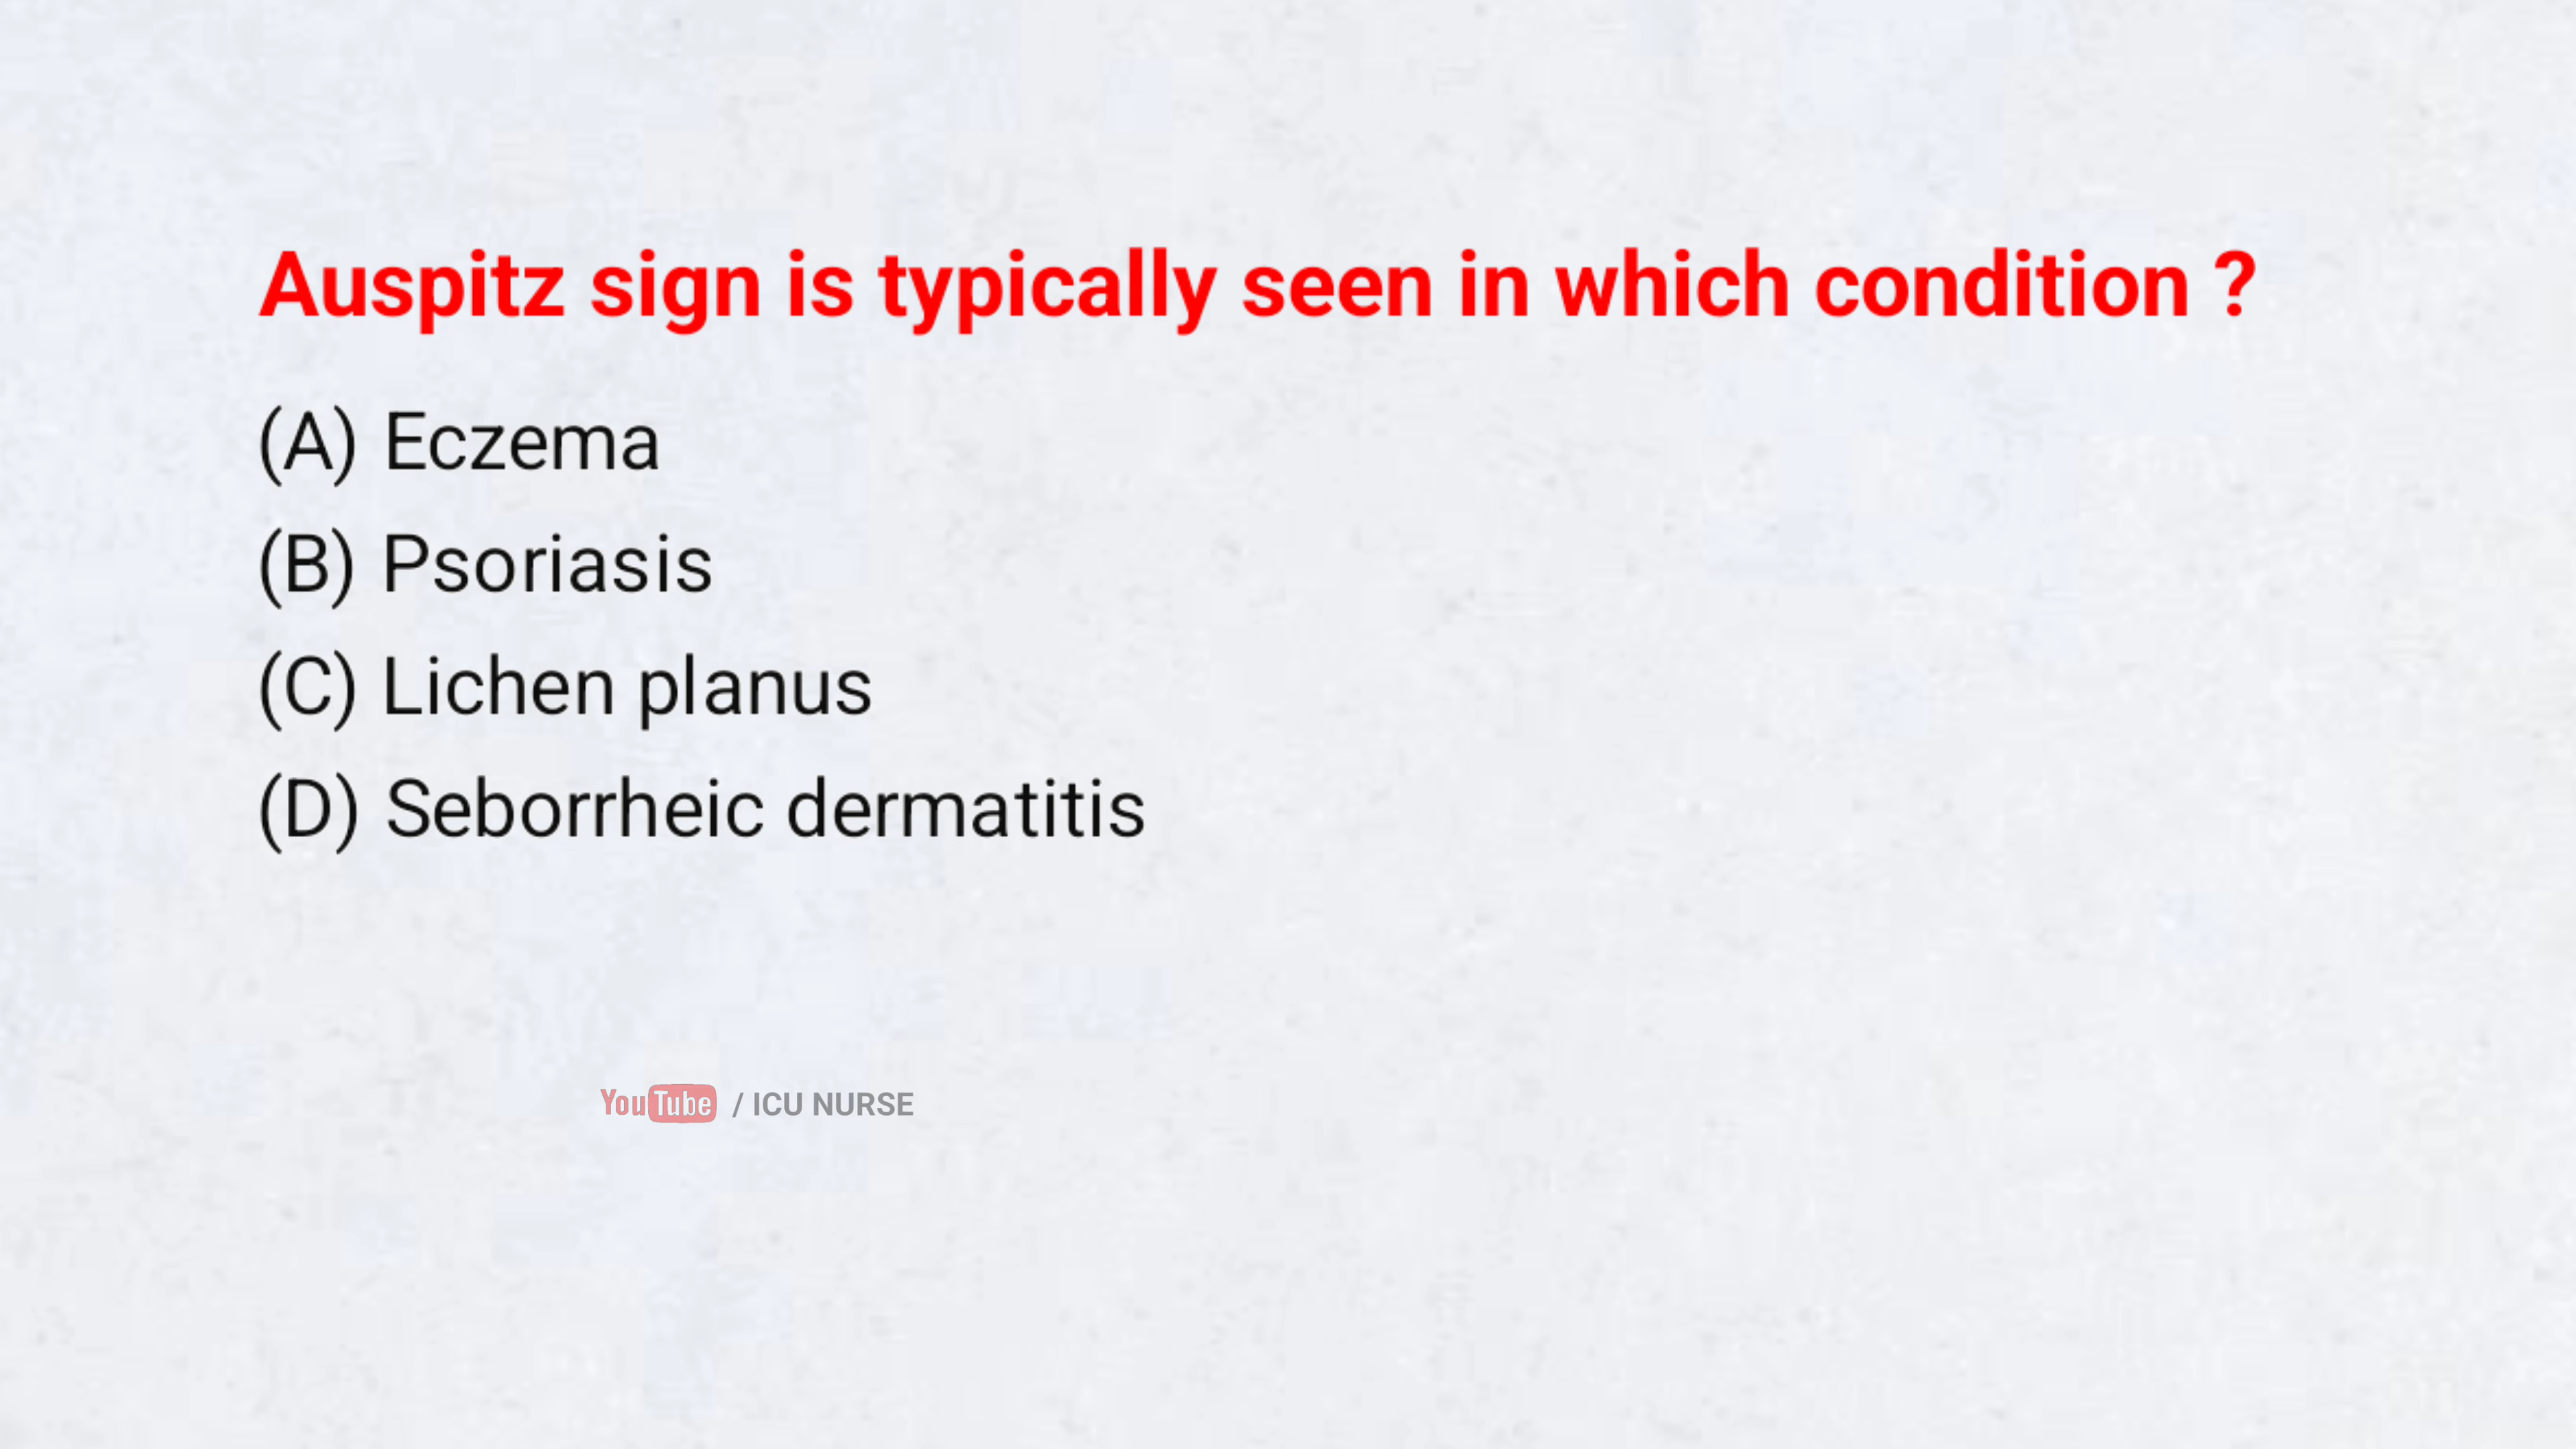 Auspitz sign is typically seen in which condition ?
(A) Eczema
(B) Psoriasis
(C) Lichen planus
(D) Seborrheic dermatitis
YouTube / ICU NURSE